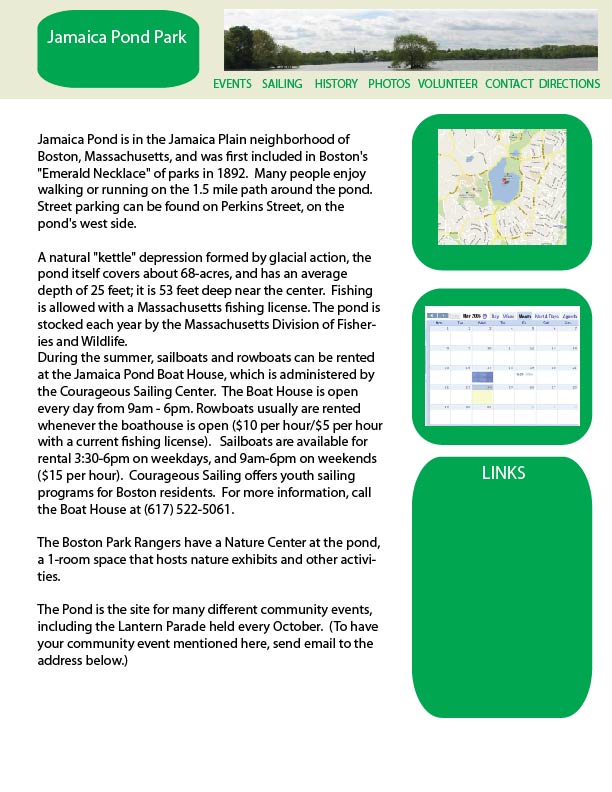 Jamaica Pond Park
EVENTS SAILING HISTORY PHOTOS VOLUNTEER CONTACT DIRECTIONS
Jamaica Pond is in the Jamaica Plain neighborhood of
Boston, Massachusetts, and was first included in Boston's
"Emerald Necklace" of parks in 1892.  Many people enjoy
walking or running on the 1.5 mile path around the pond.
Street parking can be found on Perkins Street, on the
pond's west side.
A natural "kettle" depression formed by glacial action, the
pond itself covers about 68-acres, and has an average
depth of 25 feet; it is 53 feet deep near the center.  Fishing
is allowed with a Massachusetts fishing license. The pond is
stocked each year by the Massachusetts Division of Fisher-
ies and Wildlife.
During the summer, sailboats and rowboats can be rented
at the Jamaica Pond Boat House, which is administered by
the Courageous Sailing Center.  The Boat House is open
every day from 9am - 6pm. Rowboats usually are rented
whenever the boathouse is open ($10 per hour/$5 per hour
with a current fishing license).   Sailboats are available for
rental 3:30-6pm on weekdays, and 9am-6pm on weekends
($15 per hour).  Courageous Sailing offers youth sailing
programs for Boston residents.  For more information, call
the Boat House at (617) 522-5061.
The Boston Park Rangers have a Nature Center at the pond,
a 1-room space that hosts nature exhibits and other activi-
ties.
The Pond is the site for many different community events,
including the Lantern Parade held every October.  (To have
your community event mentioned here, send email to the
address below.)
Day Week Month Next 4 Days Agenda
LINKS